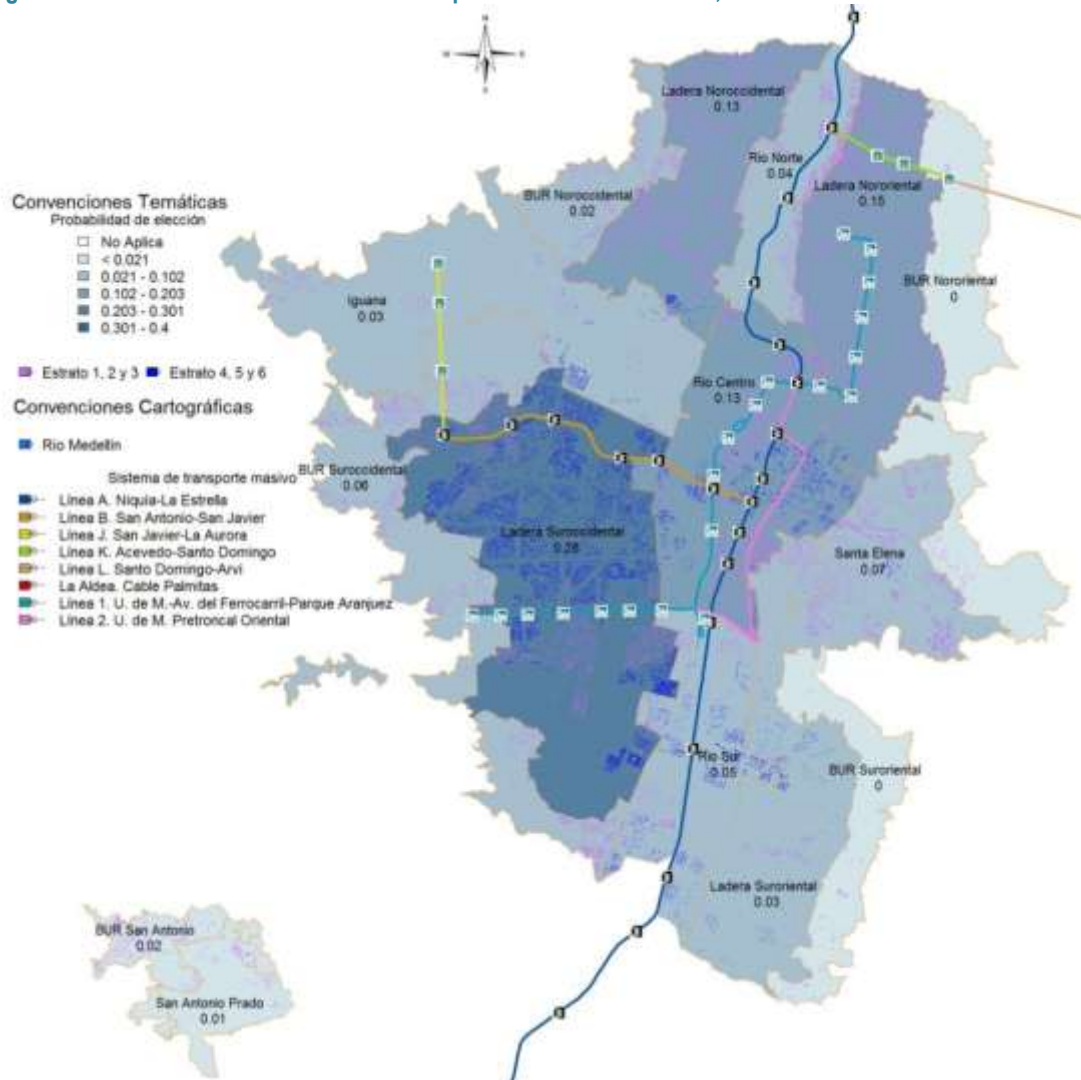 N
Ladera Noroccidental
0.13
Rio Norte
0.04
Ladera Nororiental
0.15
BUR Noroccidental
0.02
Convenciones Temáticas
Probabilidad de elección
No Aplica
< 0.021
0.021 - 0.102
0.102 - 0.203
0.203 - 0.301
0.301 - 0.4
BUR Nororiental
0
Iguana
0.03
Estrato 1, 2 y 3
Estrato 4, 5 y 6
Rio Centro
0.13
Convenciones Cartográficas
Rio Medellín
BUR Suroccidental
0.06
Sistema de transporte masivo
Línea A. Niquia-La Estrella
Línea B. San Antonio-San Javier
Línea J. San Javier-La Aurora
Línea K. Acevedo-Santo Domingo
Línea L. Santo Domingo-Arví
La Aldea. Cable Palmitas
Línea 1. U. de M.-Av. del Ferrocarril-Parque Aranjuez
Línea 2. U. de M. Pretroncal Oriental
Ladera Suroccidental
0.28
Santa Elena
0.07
Rio Sur
0.05
BUR Suroriental
0
Ladera Suroriental
0.03
BUR San Antonio
0.02
San Antonio Prado
0.01